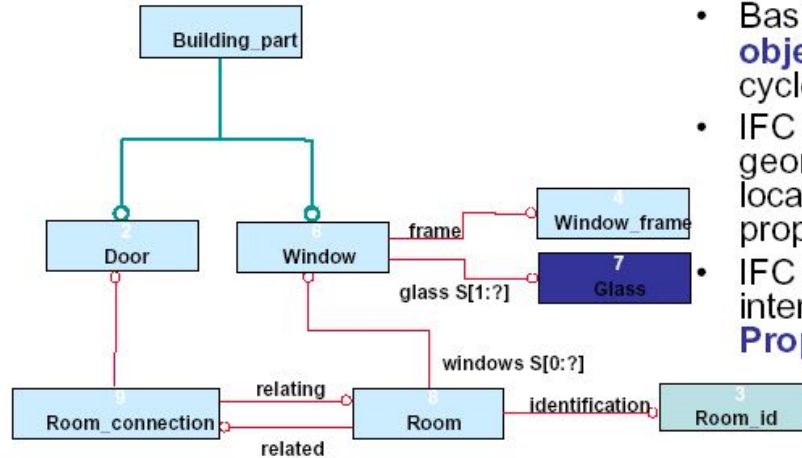 Building_part
2
Door
6
Window
frame
4
Window_frame
glass S[1:?]
7
Glass
windows S[0:?]
9
Room_connection
relating
related
8
Room
identification
3
Room_id
• Bas
obje
cycl
• IFC
geor
loca
prop
• IFC
inter
Prop